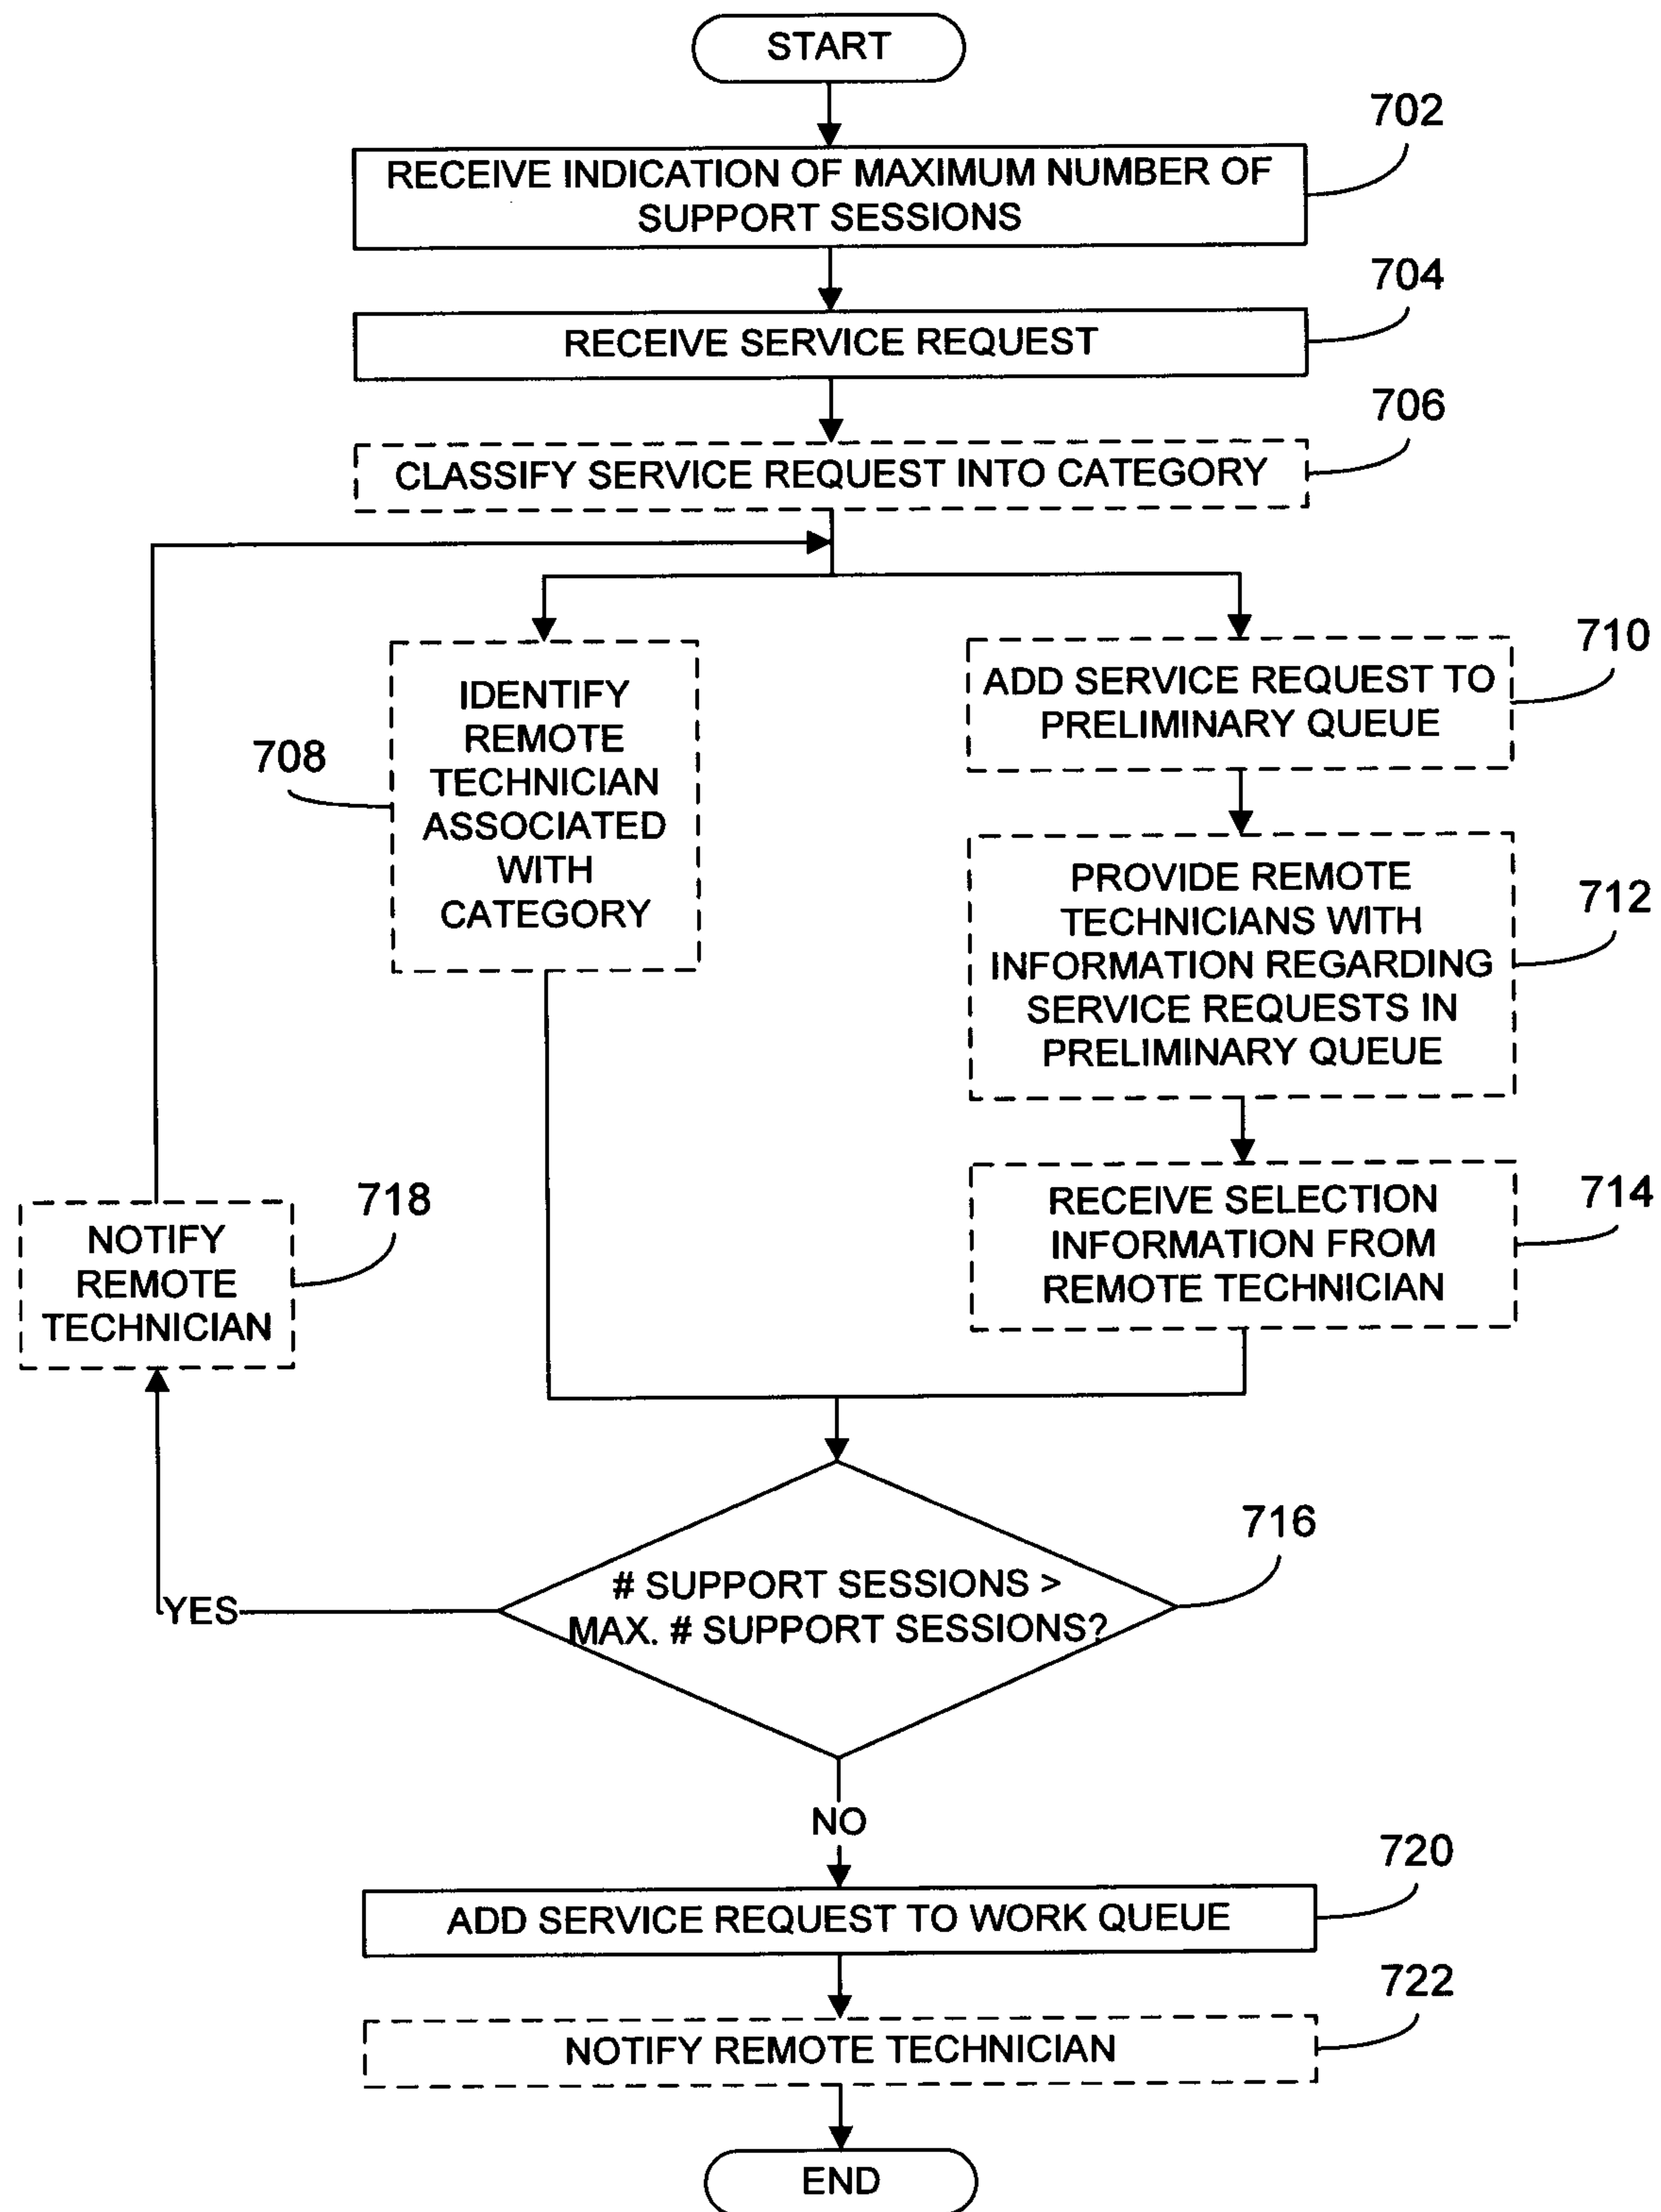 START
702
RECEIVE INDICATION OF MAXIMUM NUMBER OF
SUPPORT SESSIONS
704
RECEIVE SERVICE REQUEST
706
CLASSIFY SERVICE REQUEST INTO CATEGORY
708
IDENTIFY
REMOTE
TECHNICIAN
ASSOCIATED
WITH
CATEGORY
710
ADD SERVICE REQUEST TO
PRELIMINARY QUEUE
712
PROVIDE REMOTE
TECHNICIANS WITH
INFORMATION REGARDING
SERVICE REQUESTS IN
PRELIMINARY QUEUE
714
RECEIVE SELECTION
INFORMATION FROM
REMOTE TECHNICIAN
718
NOTIFY
REMOTE
TECHNICIAN
716
# SUPPORT SESSIONS >
MAX. # SUPPORT SESSIONS?
YES
NO
720
ADD SERVICE REQUEST TO WORK QUEUE
722
NOTIFY REMOTE TECHNICIAN
END